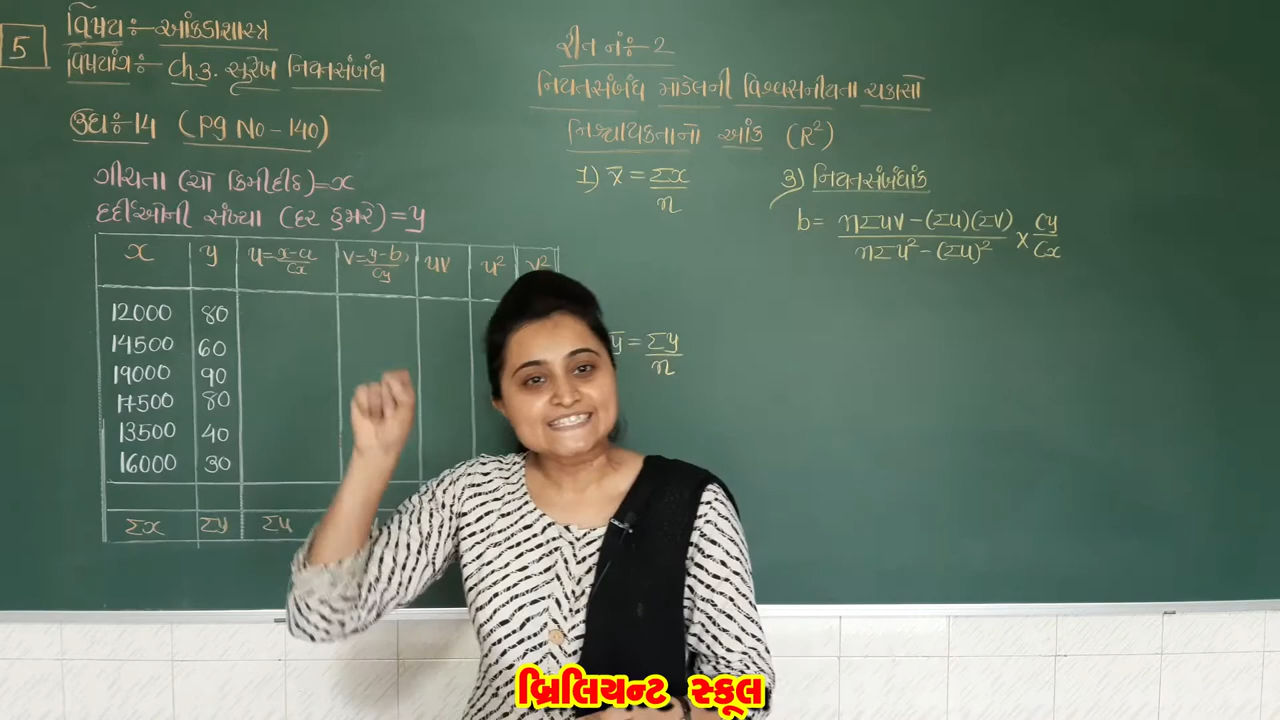 5
વિષય :- આંકડાશાસ્ત્ર
વિષયાંગ :- Ch.3. સુરેખ નિયતસંબંધ
ઉદા :- 14 (Pg No - 140)
ગીચતા (ચો કિમીદીઠ) = x
દર્દીઓની સંખ્યા (દર હજારે) = y
x y u = x-a/Cx v = y-b/Cy uv u² v²
12000 80
14500 60
19000 90
17500 80
13500 40
16000 30
Σx Σy Σu
રીત નં :- 2
નિયતસંબંધ મોડેલની વિશ્વસનીયતા ચકાસો
નિશ્ચાયકતાનો આંક (R²)
1) x̄ = Σx/n
ȳ = Σy/n
3) નિયતસંબંધાંક
b = nΣuv - (Σu)(Σv) / nΣu² - (Σu)² × Cy/Cx
બ્રિલિયન્ટ સ્કૂલ